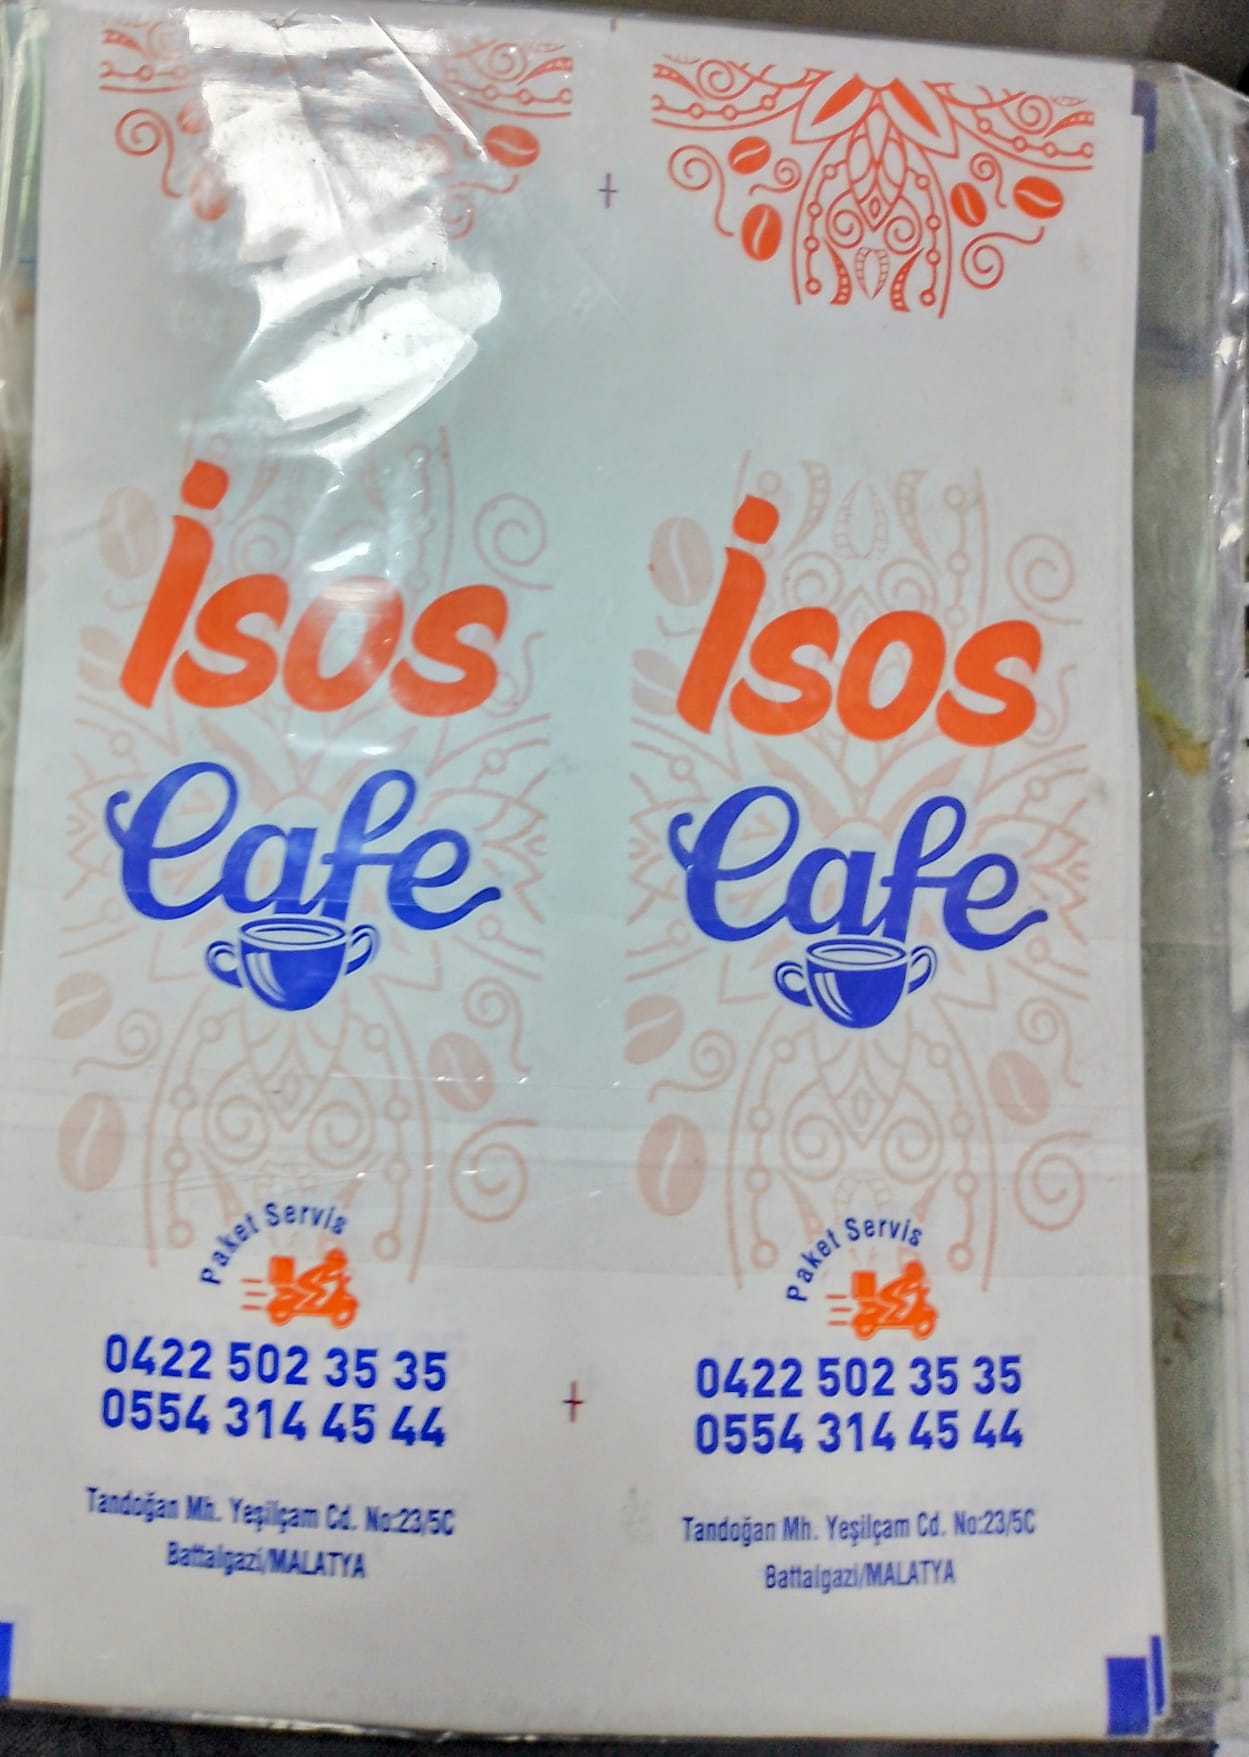 isos
Cafe
Paket Servis
0422 502 35 35
0554 314 45 44
Tandoğan Mh. Yeşilçam Cd. No:23/5C
Battalgazi/MALATYA
isos
Cafe
Paket Servis
0422 502 35 35
0554 314 45 44
Tandoğan Mh. Yeşilçam Cd. No:23/5C
Battalgazi/MALATYA